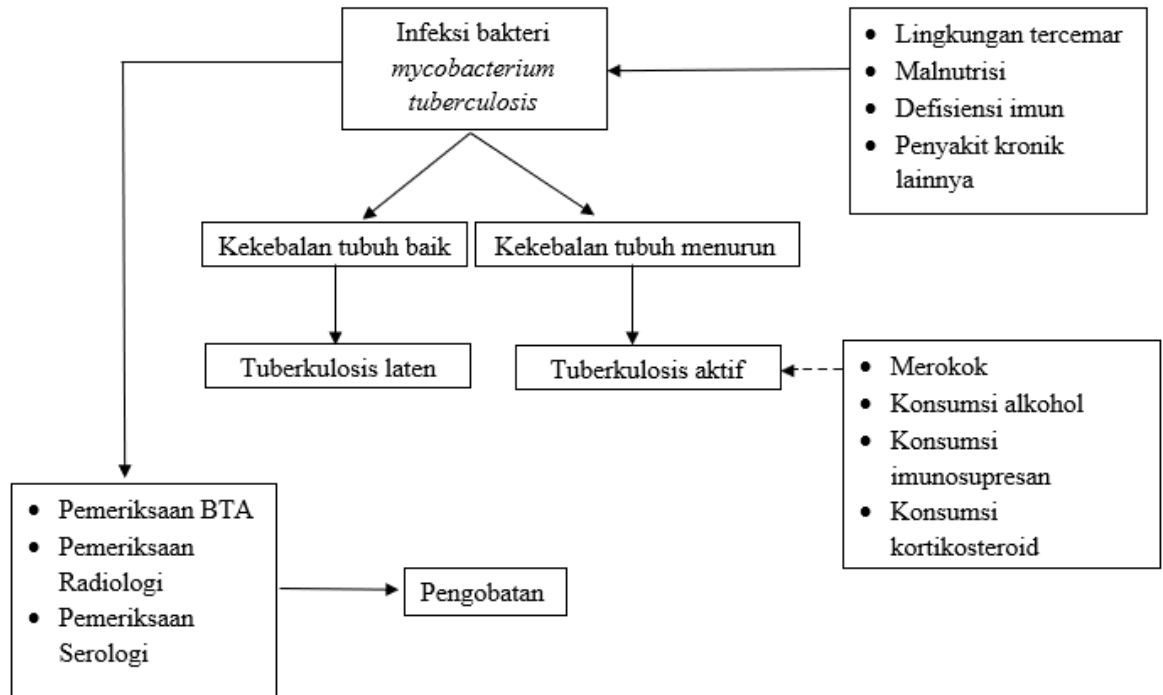 Infeksi bakteri
mycobacterium
tuberculosis
• Lingkungan tercemar
• Malnutrisi
• Defisiensi imun
• Penyakit kronik
lainnya
Kekebalan tubuh baik
Kekebalan tubuh menurun
Tuberkulosis laten
Tuberkulosis aktif
• Merokok
• Konsumsi alkohol
• Konsumsi
imunosupresan
• Konsumsi
kortikosteroid
• Pemeriksaan BTA
• Pemeriksaan
Radiologi
• Pemeriksaan
Serologi
Pengobatan